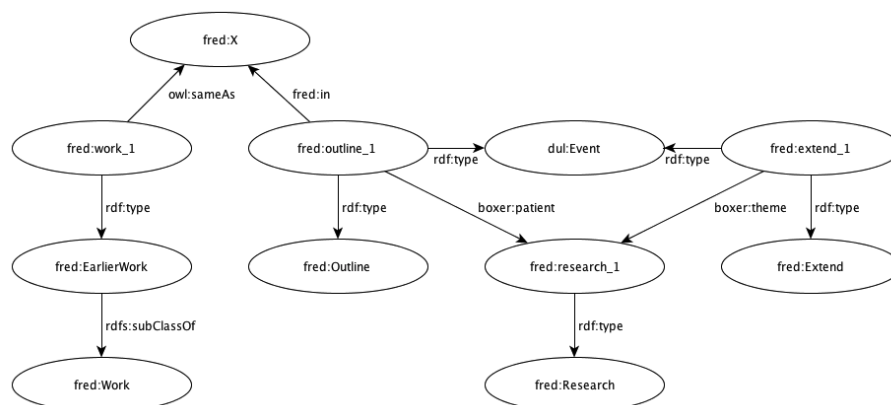 fred:X
owl:sameAs fred:in
fred:work_1 fred:outline_1 dul:Event fred:extend_1
rdf:type rdf:type
rdf:type rdf:type boxer:patient boxer:theme rdf:type
fred:EarlierWork fred:Outline fred:research_1 fred:Extend
rdfs:subClassOf rdf:type
fred:Work fred:Research